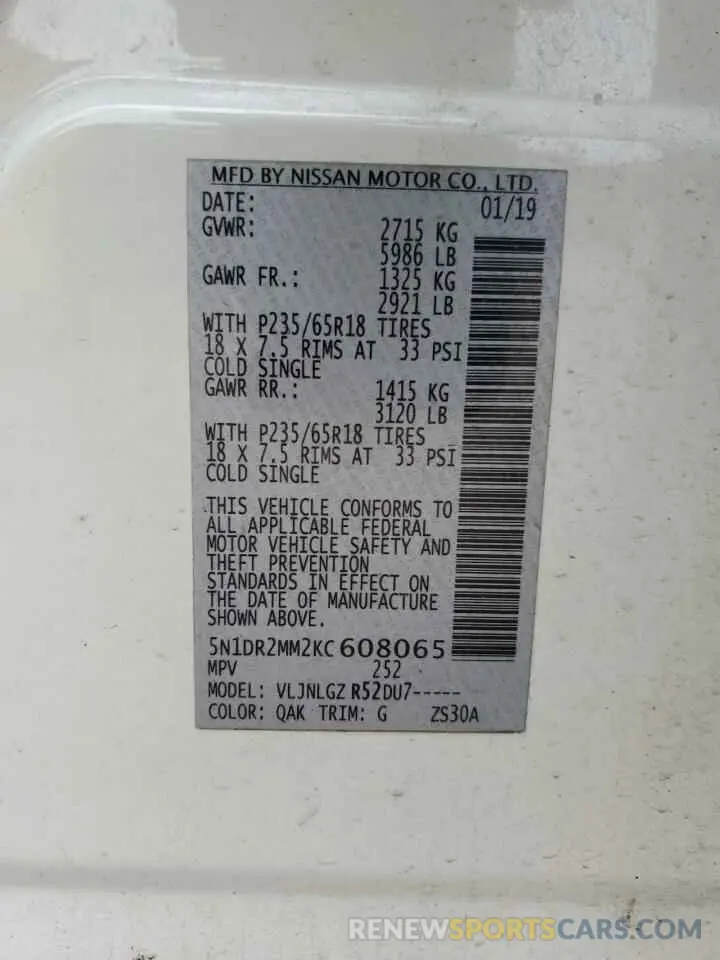 MFD BY NISSAN MOTOR CO., LTD.
DATE: 01/19
GVWR: 2715 KG
5986 LB
GAWR FR.: 1325 KG
2921 LB
WITH P235/65R18 TIRES
18 X 7.5 RIMS AT 33 PSI
COLD SINGLE
GAWR RR.: 1415 KG
3120 LB
WITH P235/65R18 TIRES
18 X 7.5 RIMS AT 33 PSI
COLD SINGLE
THIS VEHICLE CONFORMS TO
ALL APPLICABLE FEDERAL
MOTOR VEHICLE SAFETY AND
THEFT PREVENTION
STANDARDS IN EFFECT ON
THE DATE OF MANUFACTURE
SHOWN ABOVE.
5N1DR2MM2KC608065
MPV 252
MODEL: VLJNLGZ R52DU7-----
COLOR: QAK TRIM: G ZS30A
RENEWSPORTSCARS.COM